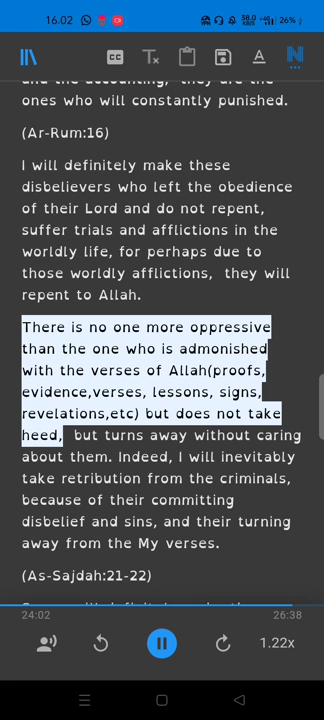 16.02
58.0 KB/S
4G
26%
CC
A
N
and the accounting, they are the
ones who will constantly punished.
(Ar-Rum:16)
I will definitely make these
disbelievers who left the obedience
of their Lord and do not repent,
suffer trials and afflictions in the
worldly life, for perhaps due to
those worldly afflictions, they will
repent to Allah.
There is no one more oppressive
than the one who is admonished
with the verses of Allah(proofs,
evidence,verses, lessons, signs,
revelations,etc) but does not take
heed, but turns away without caring
about them. Indeed, I will inevitably
take retribution from the criminals,
because of their committing
disbelief and sins, and their turning
away from the My verses.
(As-Sajdah:21-22)
24:02
26:38
1.22x